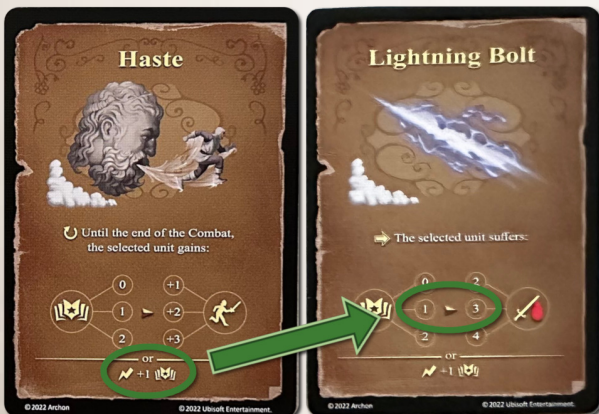 Haste
Until the end of the Combat,
the selected unit gains:
0 +1
1 +2
2 +3
or
+1
©2022 Archon ©2022 Ubisoft Entertainment.
Lightning Bolt
The selected unit suffers:
0 2
1 3
2 4
or
+1
©2022 Archon ©2022 Ubisoft Entertainment.